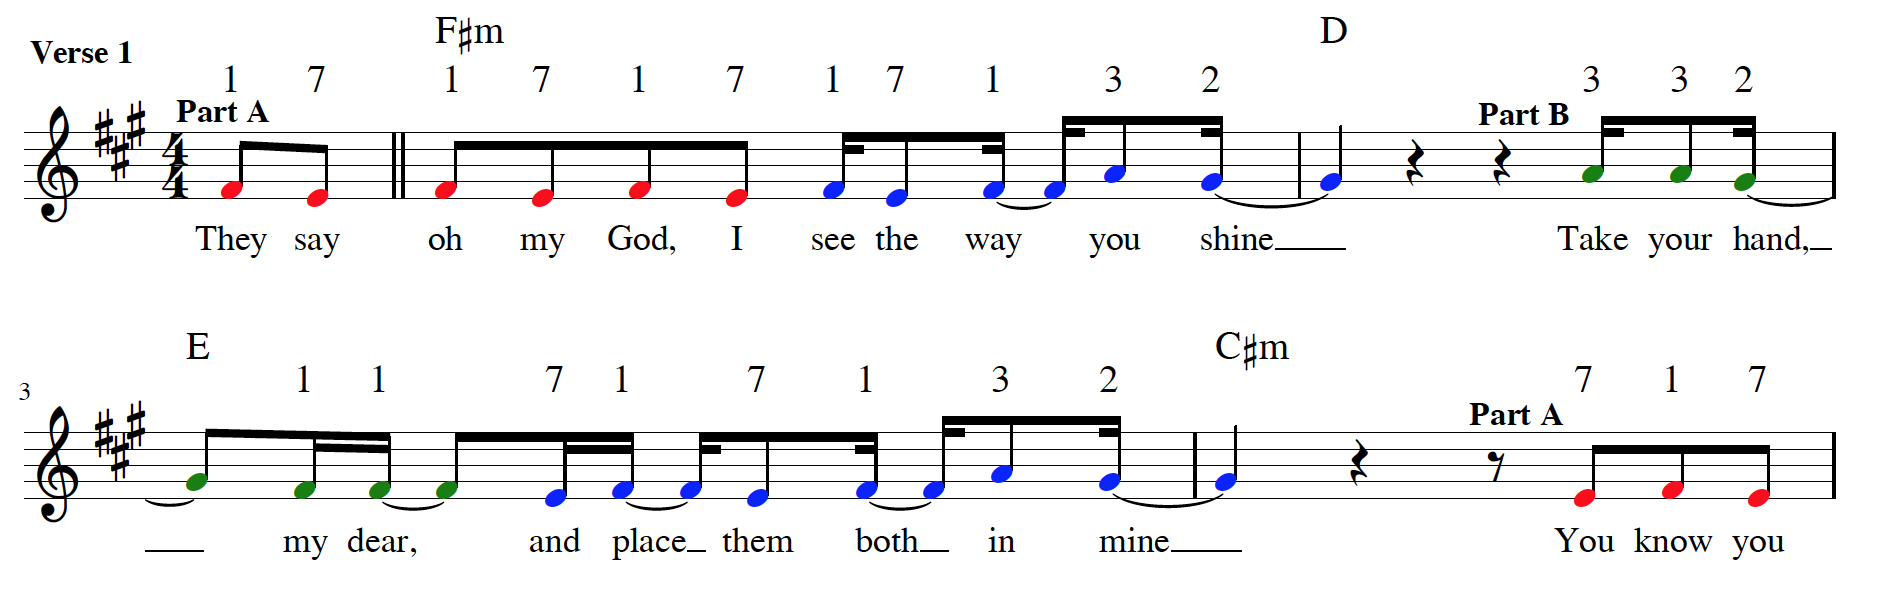 F♯m D
Verse 1
1 7 1 7 1 7 1 7 1 3 2 3 3 2
Part A Part B
4
4
They say oh my God, I see the way you shine Take your hand,
E C♯m
1 1 7 1 7 1 3 2 7 1 7
3
Part A
my dear, and place them both in mine You know you